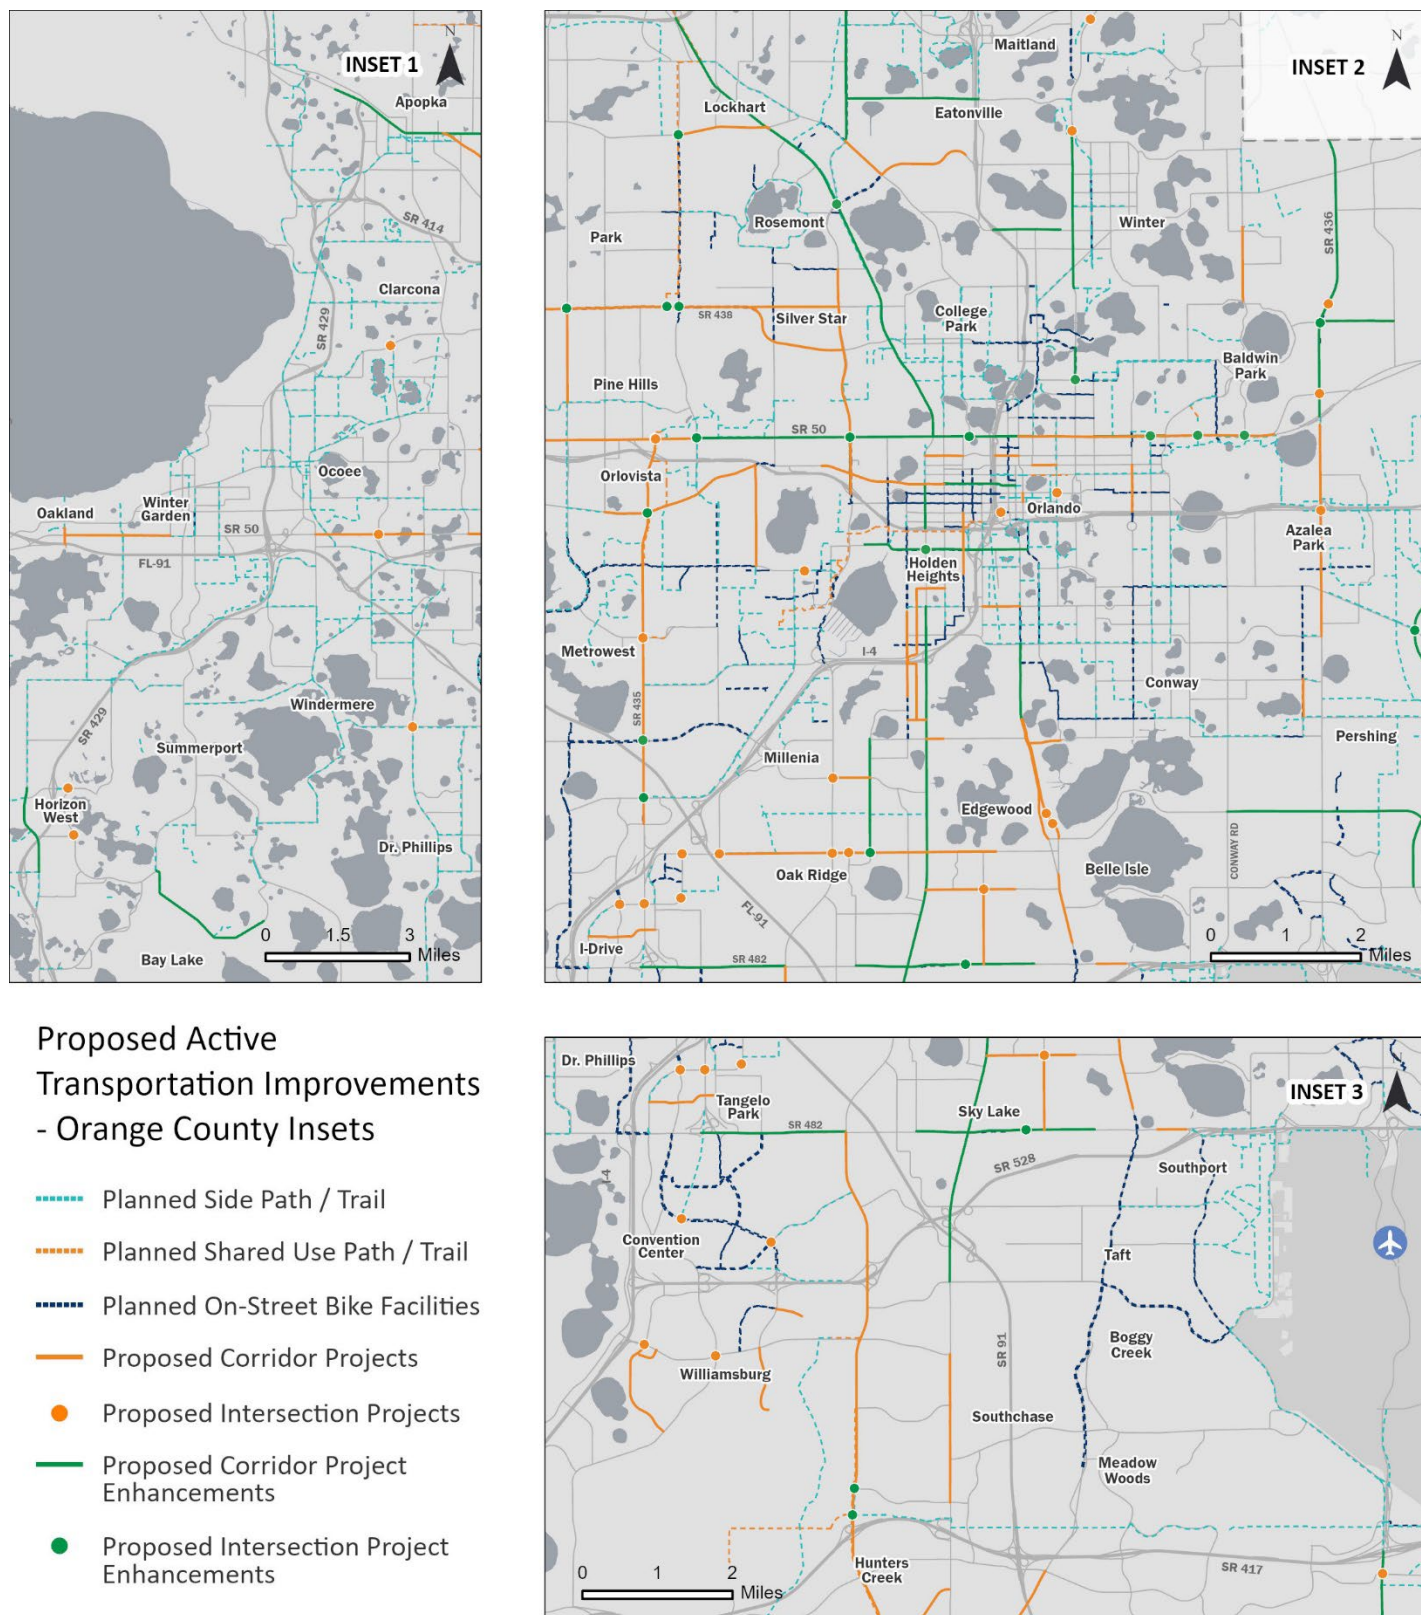 N
INSET 1
Apopka
SR 414
Clarcona
SR 429
Ocoee
Winter
Garden
Oakland
SR 50
FL-91
Windermere
SR 429
Summerport
Horizon
West
Dr. Phillips
0 1.5 3
Miles
Bay Lake
N
INSET 2
Maitland
Lockhart
Eatonville
Rosemont
Winter
Park
SR 436
SR 438
Silver Star
College
Park
Baldwin
Park
Pine Hills
SR 50
Orlovista
Orlando
Azalea
Park
Holden
Heights
Metrowest
I-4
Conway
SR 435
Millenia
Pershing
Edgewood
CONWAY RD
Oak Ridge
Belle Isle
FL-91
I-Drive
SR 482
0 1 2
Miles
Proposed Active
Transportation Improvements
- Orange County Insets
Planned Side Path / Trail
Planned Shared Use Path / Trail
Planned On-Street Bike Facilities
Proposed Corridor Projects
Proposed Intersection Projects
Proposed Corridor Project
Enhancements
Proposed Intersection Project
Enhancements
N
INSET 3
Dr. Phillips
Tangelo
Park
Sky Lake
SR 482
SR 528
Southport
I-4
Convention
Center
Taft
Boggy
Creek
SR 91
Williamsburg
Southchase
Meadow
Woods
SR 417
Hunters
Creek
0 1 2
Miles